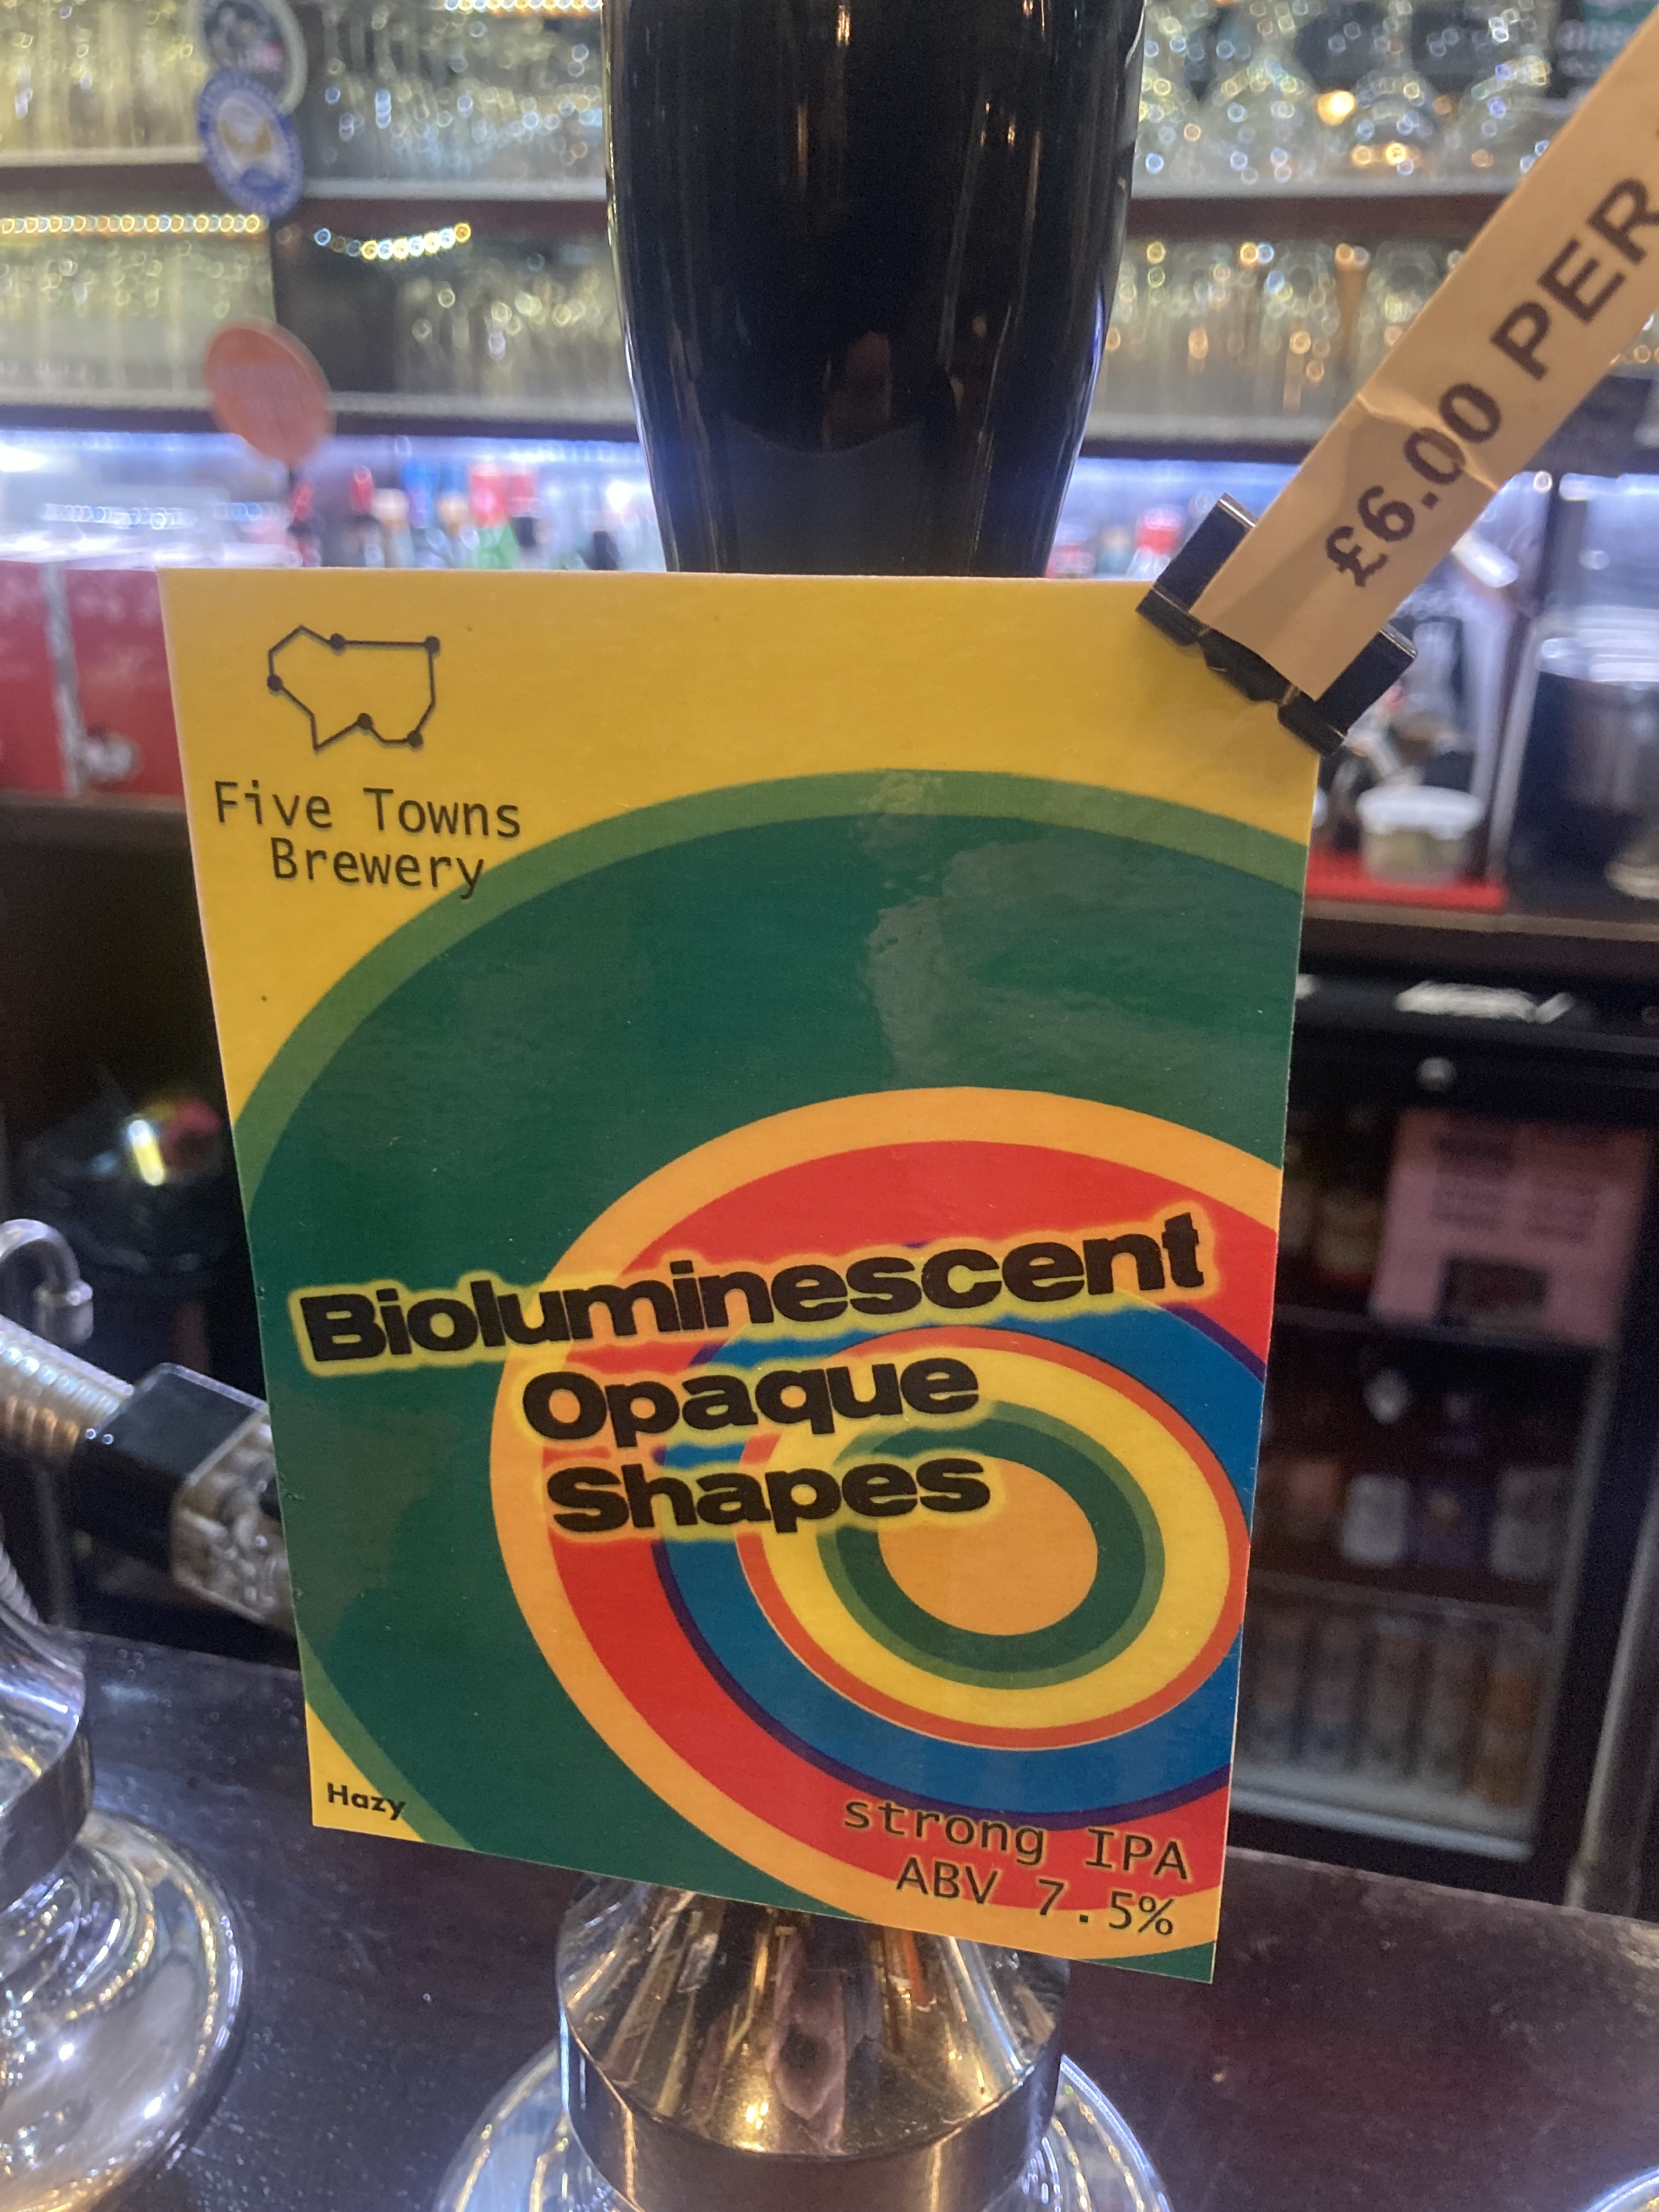 £6.00 PER
Five Towns
Brewery
Bioluminescent
Opaque
Shapes
Hazy
strong IPA
ABV 7.5%